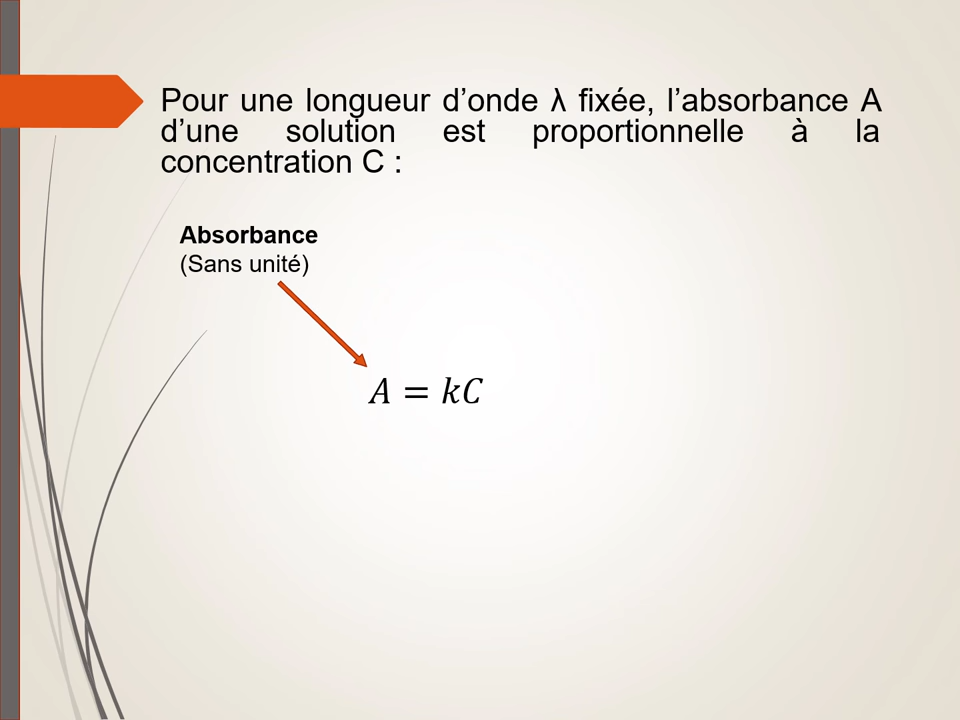 Pour une longueur d’onde λ fixée, l’absorbance A
d’une solution est proportionnelle à la
concentration C :
Absorbance
(Sans unité)
A = kC